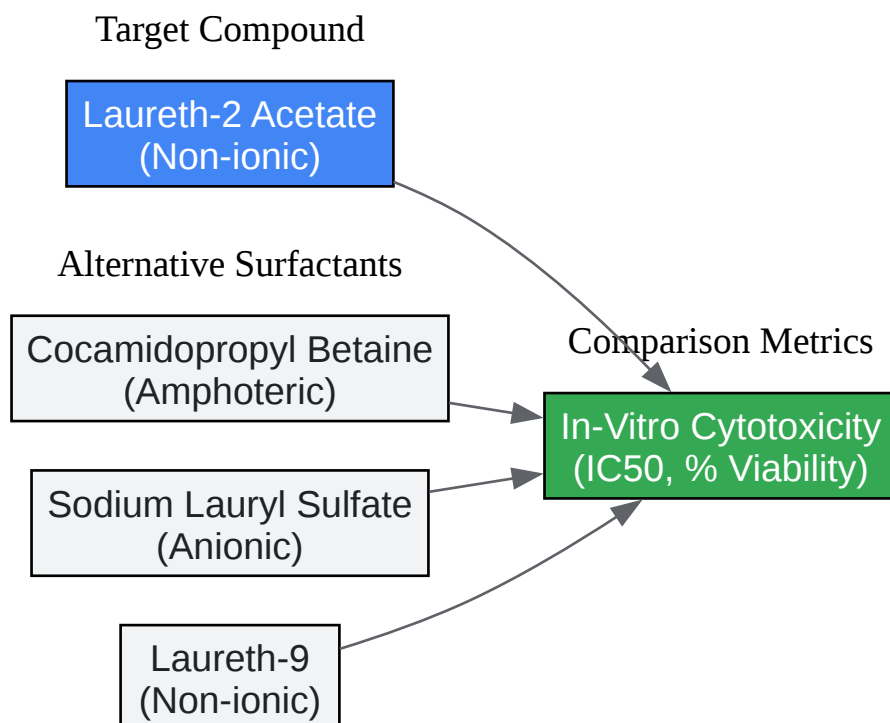 Target Compound
Laureth-2 Acetate
(Non-ionic)
Alternative Surfactants
Cocamidopropyl Betaine
(Amphoteric)
Sodium Lauryl Sulfate
(Anionic)
Laureth-9
(Non-ionic)
Comparison Metrics
In-Vitro Cytotoxicity
(IC50, % Viability)